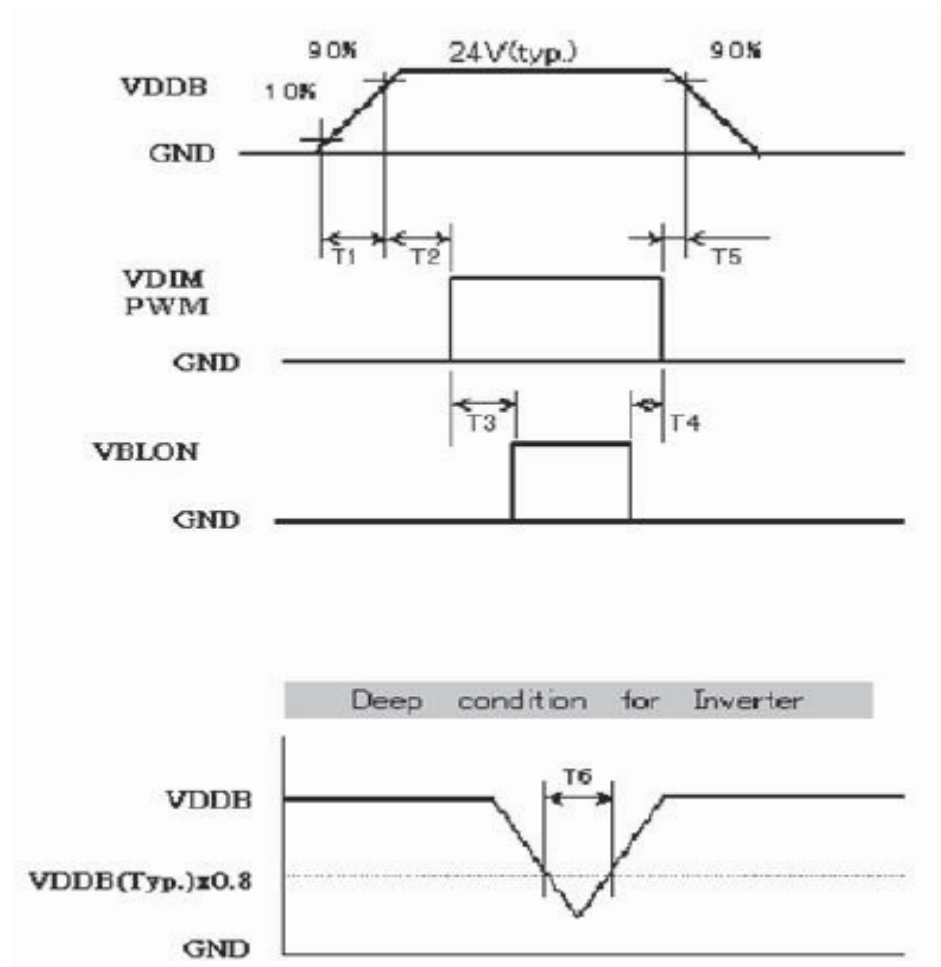 90% 24V(typ.) 90%
VDDB 10%
GND
T1 T2 T5
VDIM
PWM
GND
T3 T4
VBLON
GND
Deep condition for Inverter
T6
VDDB
VDDB(Typ.)x0.8
GND